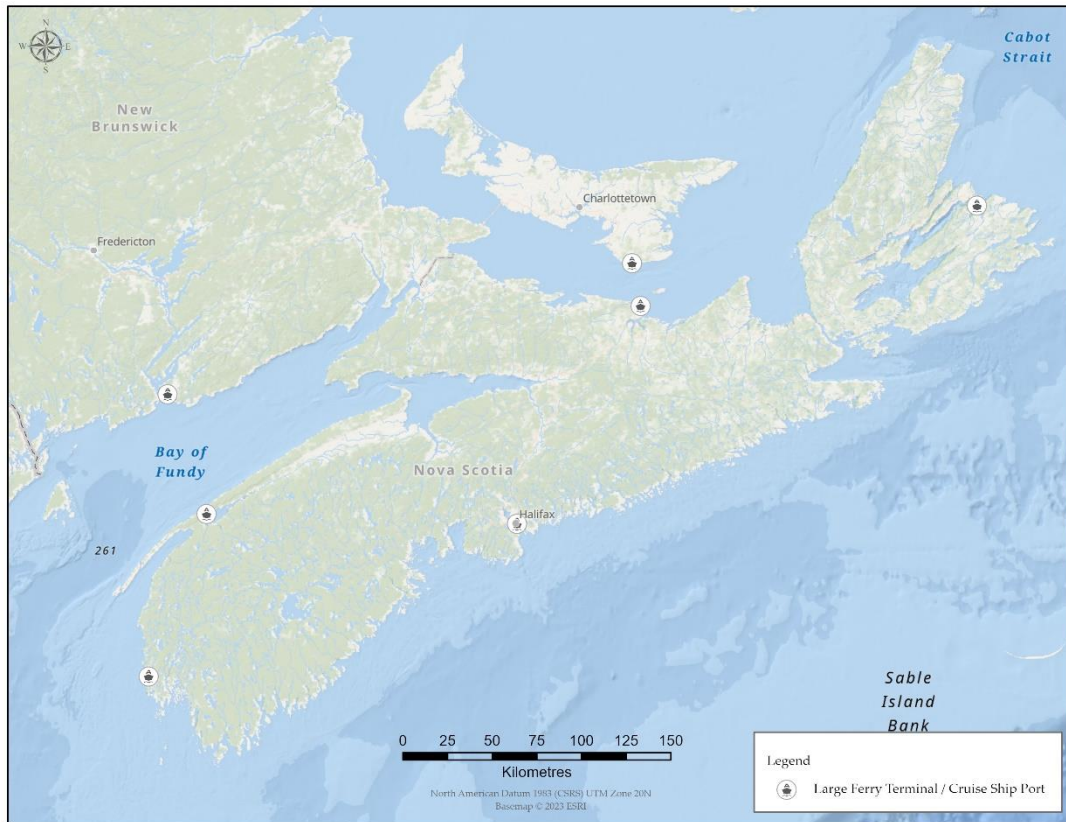 N
W
E
S
Cabot
Strait
New
Brunswick
Charlottetown
Fredericton
Bay of
Fundy
Nova Scotia
Halifax
261
Sable
Island
Bank
0 25 50 75 100 125 150
Kilometres
North American Datum 1983 (CSRS) UTM Zone 20N
Basemap © 2023 ESRI
Legend
Large Ferry Terminal / Cruise Ship Port